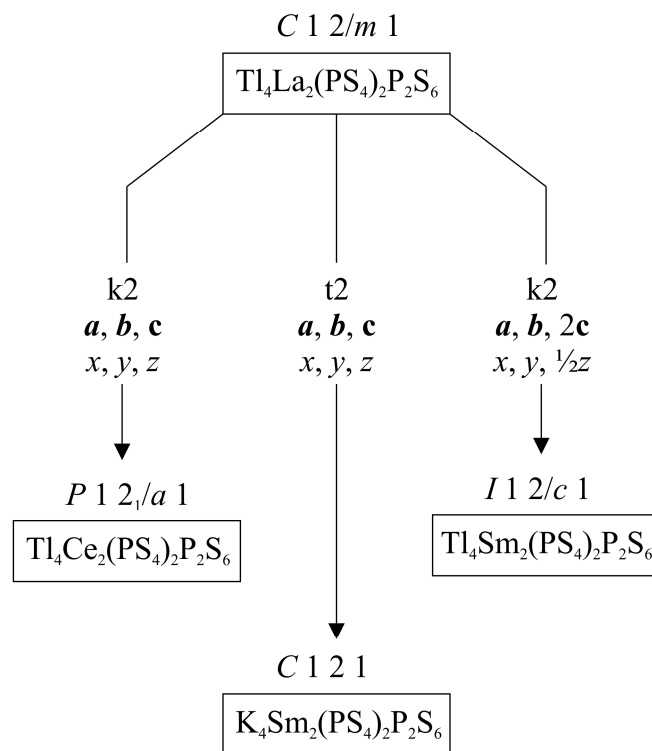 C 1 2/m 1
Tl₄La₂(PS₄)₂P₂S₆
k2
a, b, c
x, y, z
t2
a, b, c
x, y, z
k2
a, b, 2c
x, y, ½z
P 1 2₁/a 1
Tl₄Ce₂(PS₄)₂P₂S₆
I 1 2/c 1
Tl₄Sm₂(PS₄)₂P₂S₆
C 1 2 1
K₄Sm₂(PS₄)₂P₂S₆